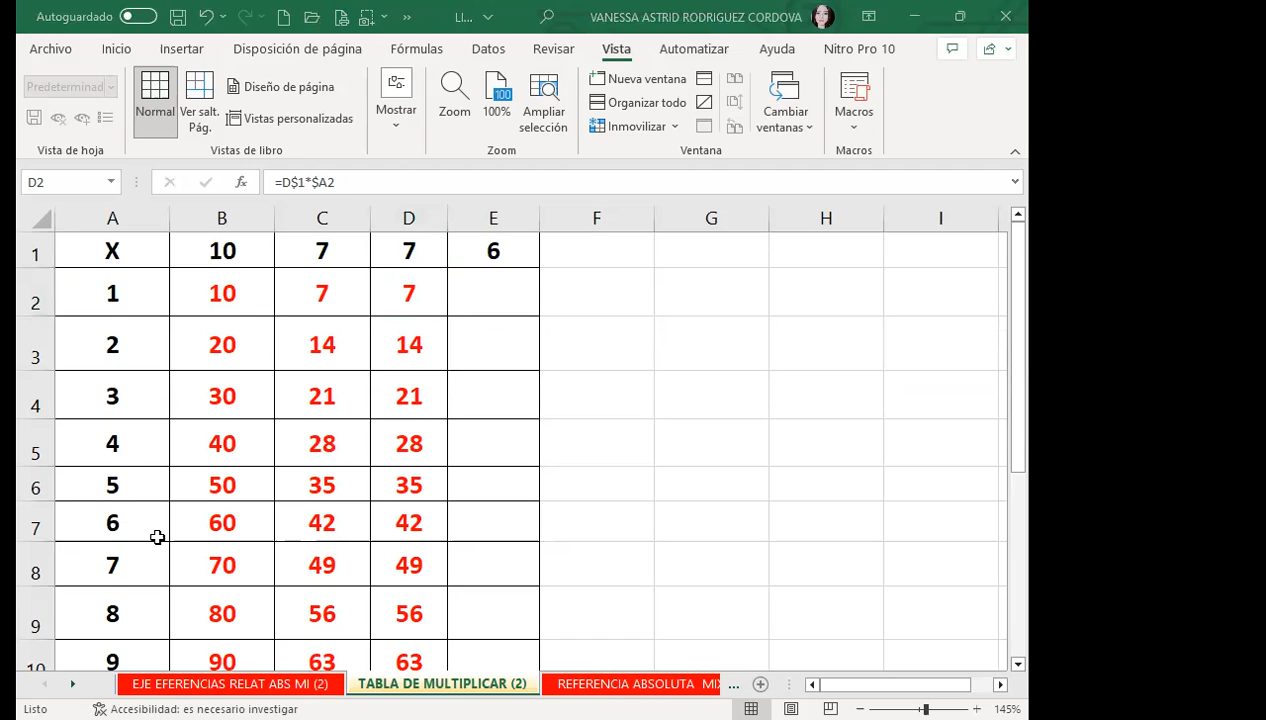 Autoguardado
LI...
VANESSA ASTRID RODRIGUEZ CORDOVA
Archivo Inicio Insertar Disposición de página Fórmulas Datos Revisar Vista Automatizar Ayuda Nitro Pro 10
Predeterminad
Normal
Ver salt. Pág.
Diseño de página
Vistas personalizadas
Mostrar
Zoom
100
100%
Ampliar selección
Nueva ventana
Organizar todo
Inmovilizar
Cambiar ventanas
Macros
Vista de hoja Vistas de libro Zoom Ventana Macros
D2 fx =D$1*$A2
A B C D E F G H I
1 X 10 7 7 6
2 1 10 7 7
3 2 20 14 14
4 3 30 21 21
5 4 40 28 28
6 5 50 35 35
7 6 60 42 42
8 7 70 49 49
9 8 80 56 56
10 9 90 63 63
EJE EFERENCIAS RELAT ABS MI (2) TABLA DE MULTIPLICAR (2) REFERENCIA ABSOLUTA MIX ...
Listo Accesibilidad: es necesario investigar 145%